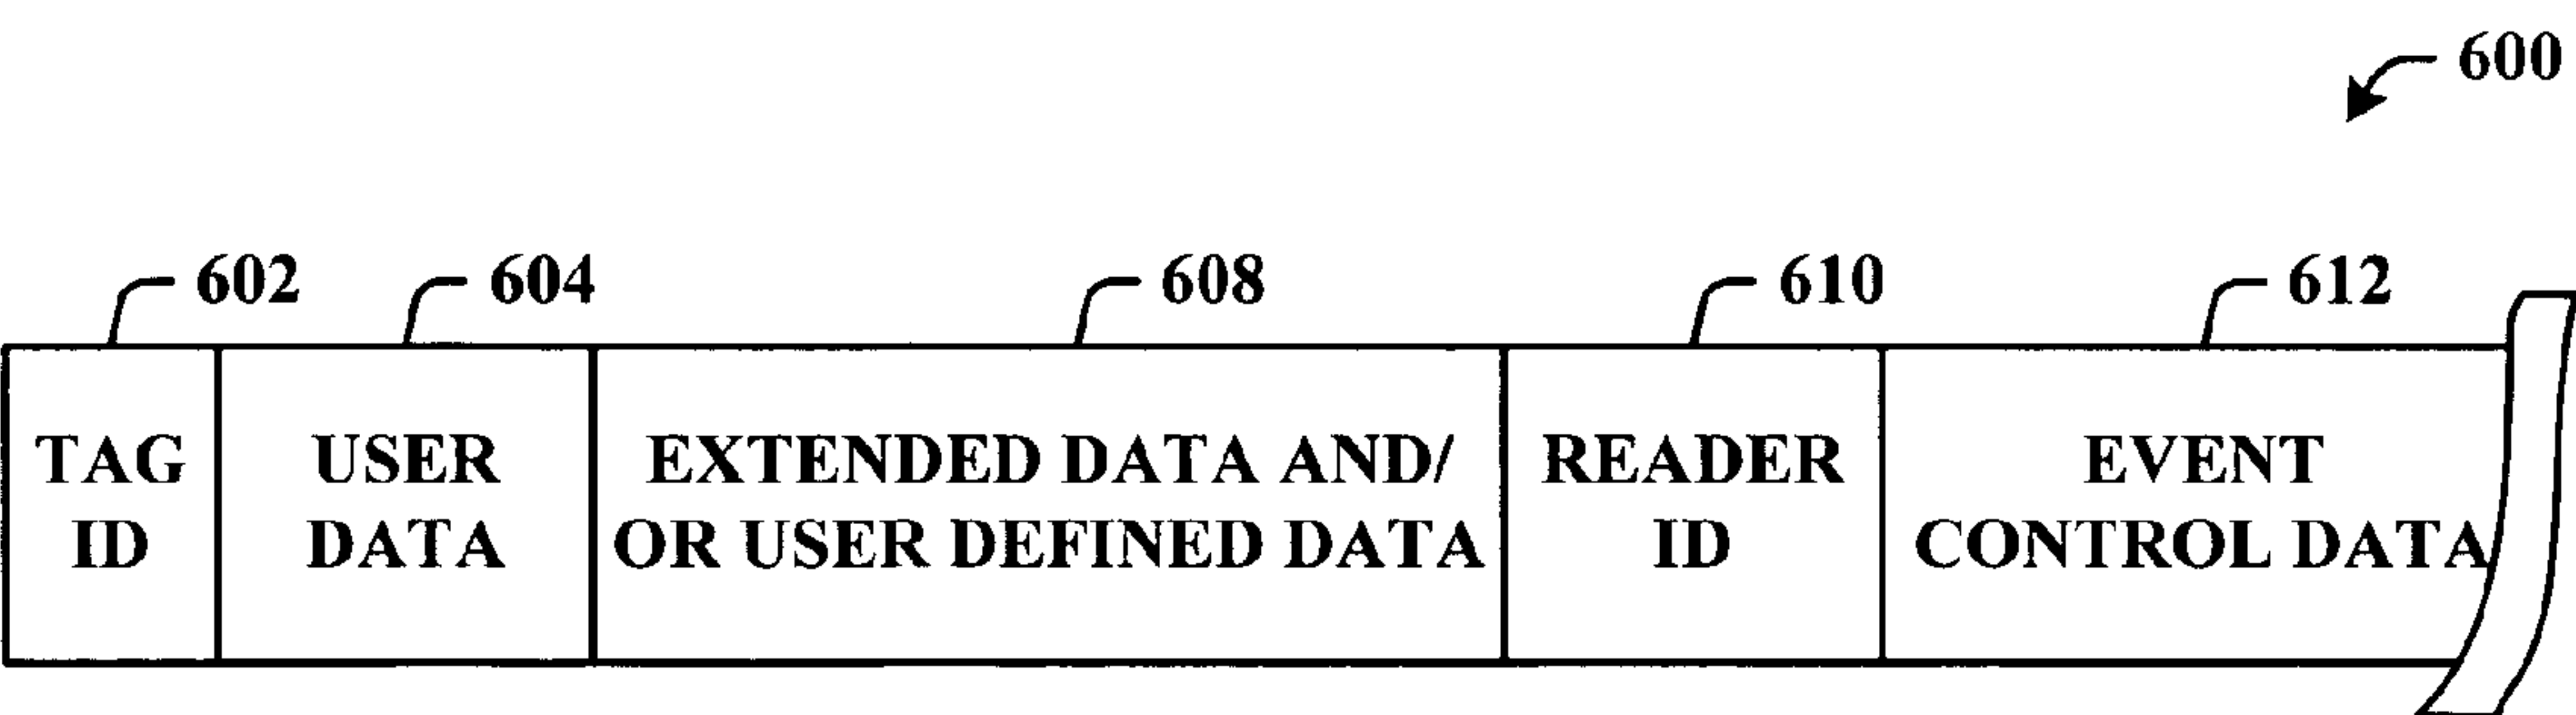 600
602
604
608
610
612
TAG
ID
USER
DATA
EXTENDED DATA AND/
OR USER DEFINED DATA
READER
ID
EVENT
CONTROL DATA